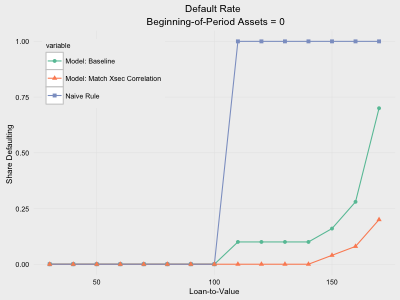 Default Rate
Beginning-of-Period Assets = 0
variable
Model: Baseline
Model: Match Xsec Correlation
Naive Rule
Share Defaulting
1.00
0.75
0.50
0.25
0.00
50
100
150
Loan-to-Value